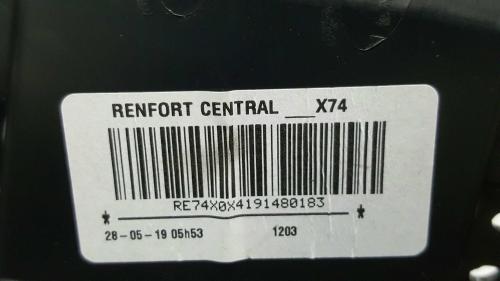 RENFORT CENTRAL ___X74
RE74X0X4191480183
* *
28-05-19 05h53 1203